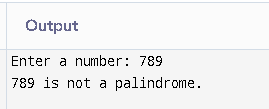 Output
Enter a number: 789
789 is not a palindrome.